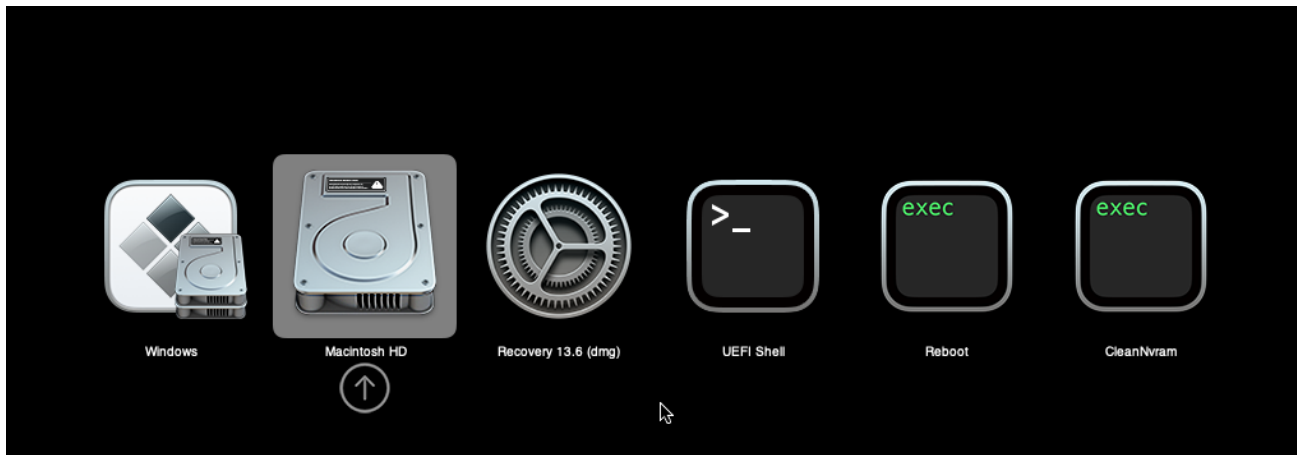 >_
exec
exec
Windows
Macintosh HD
Recovery 13.6 (dmg)
UEFI Shell
Reboot
CleanNvram